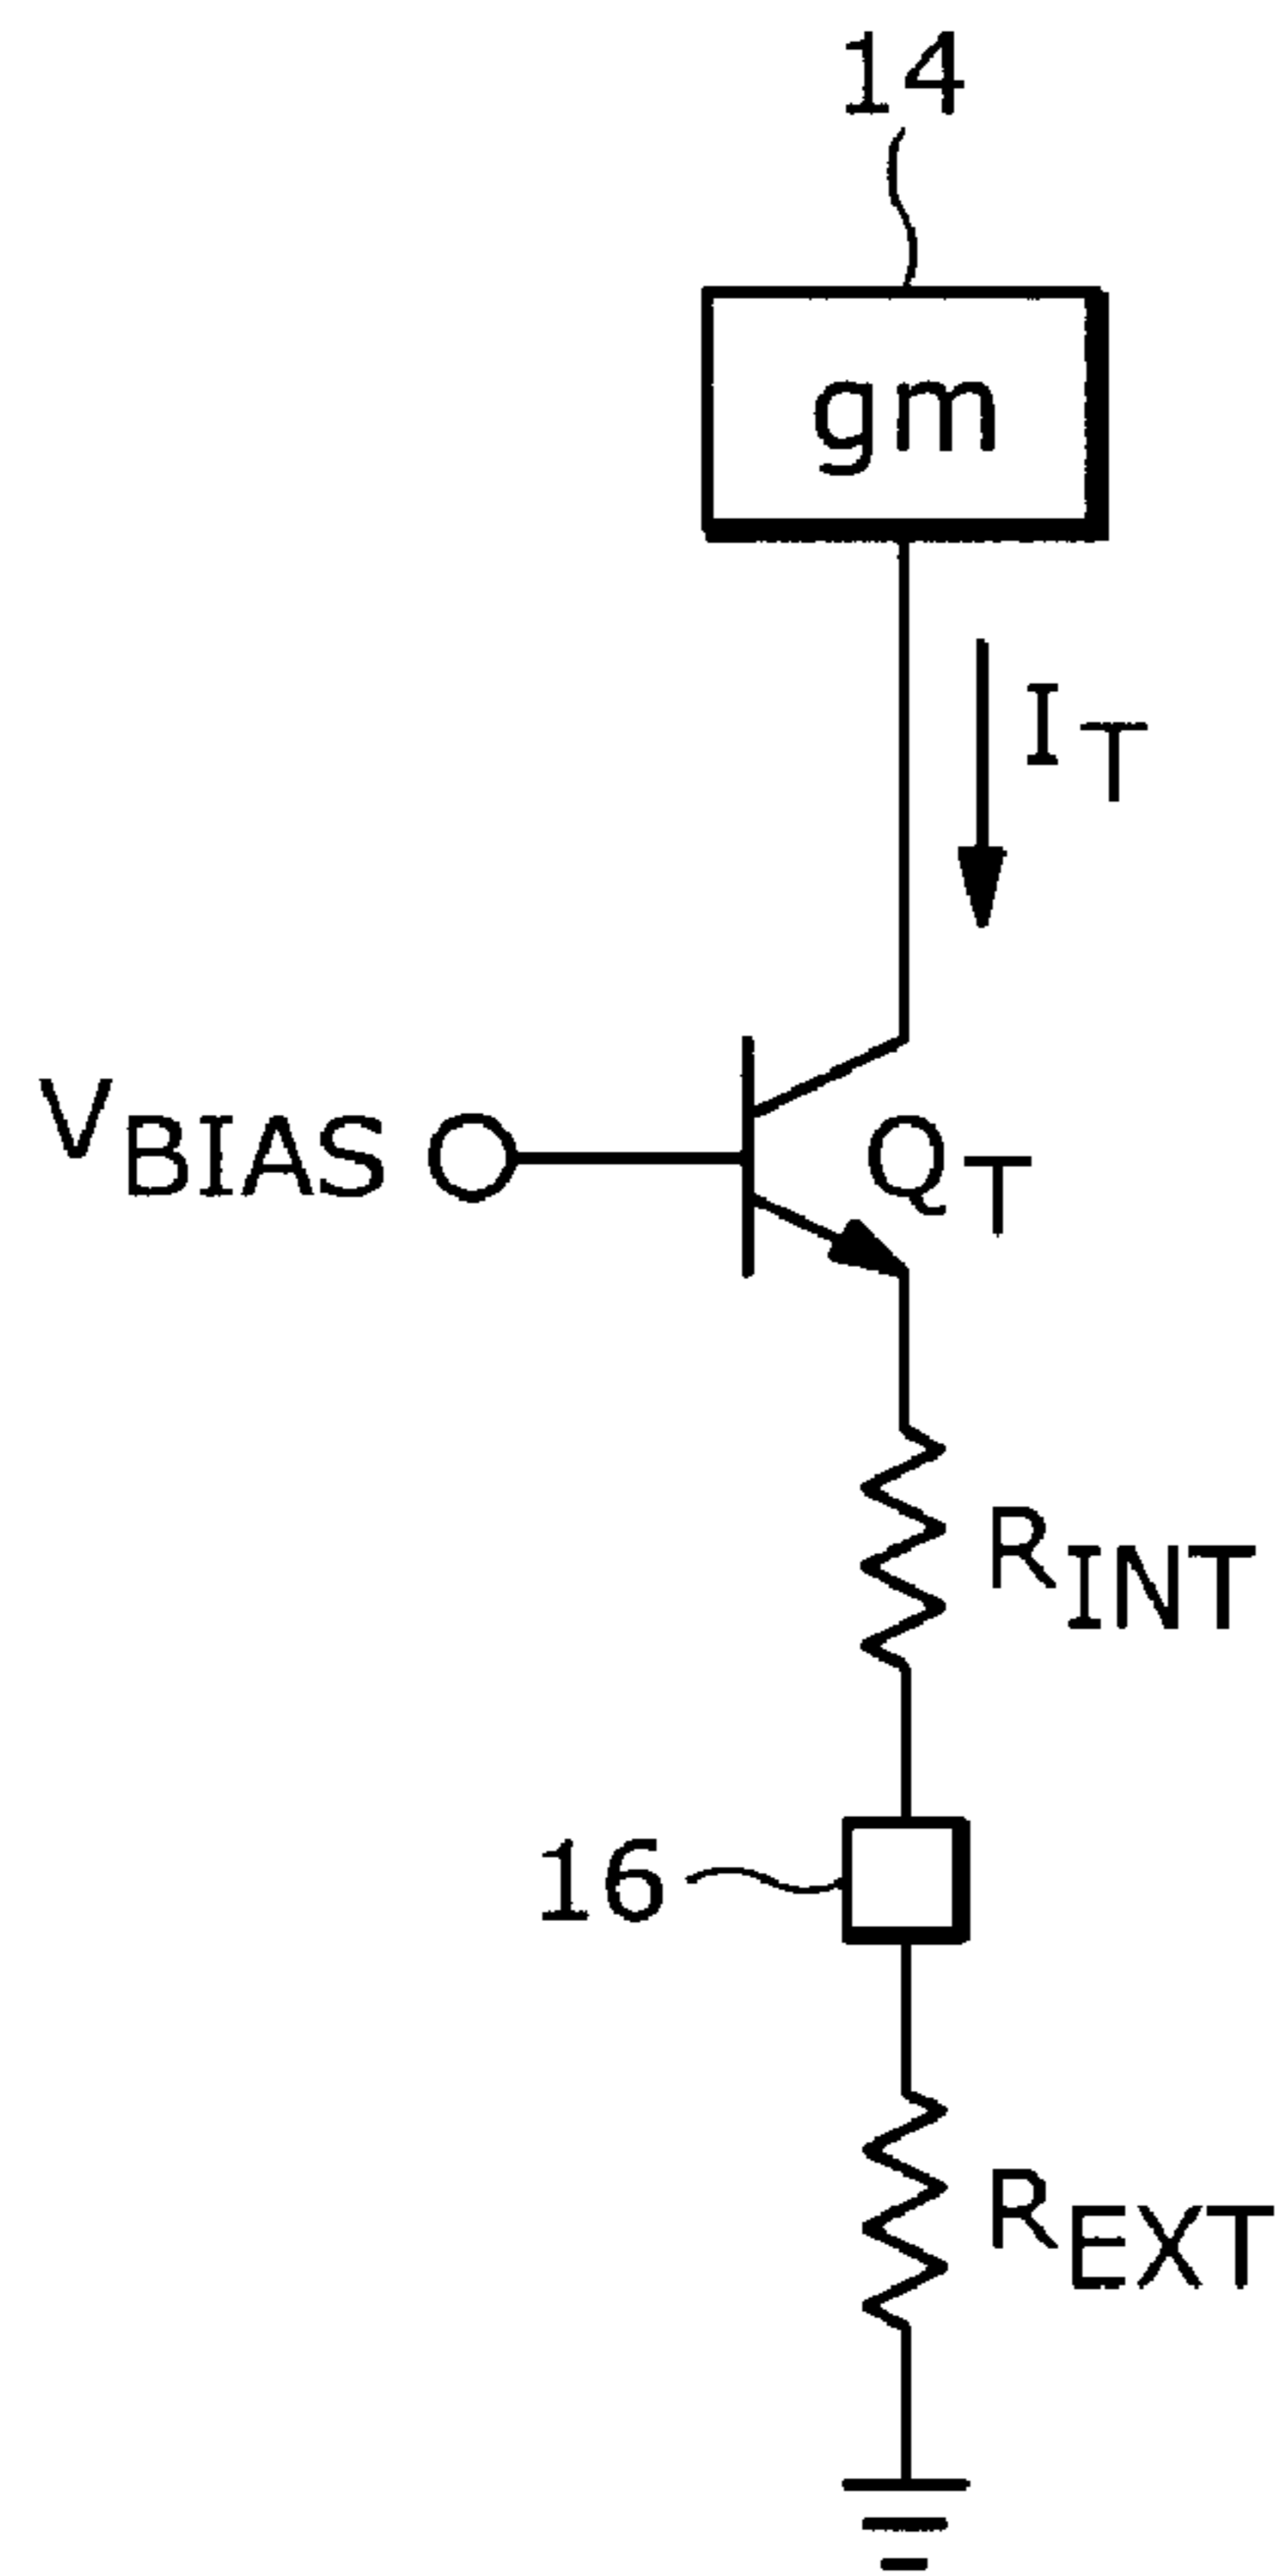 14
gm
I_T
V_BIAS
Q_T
R_INT
16
R_EXT